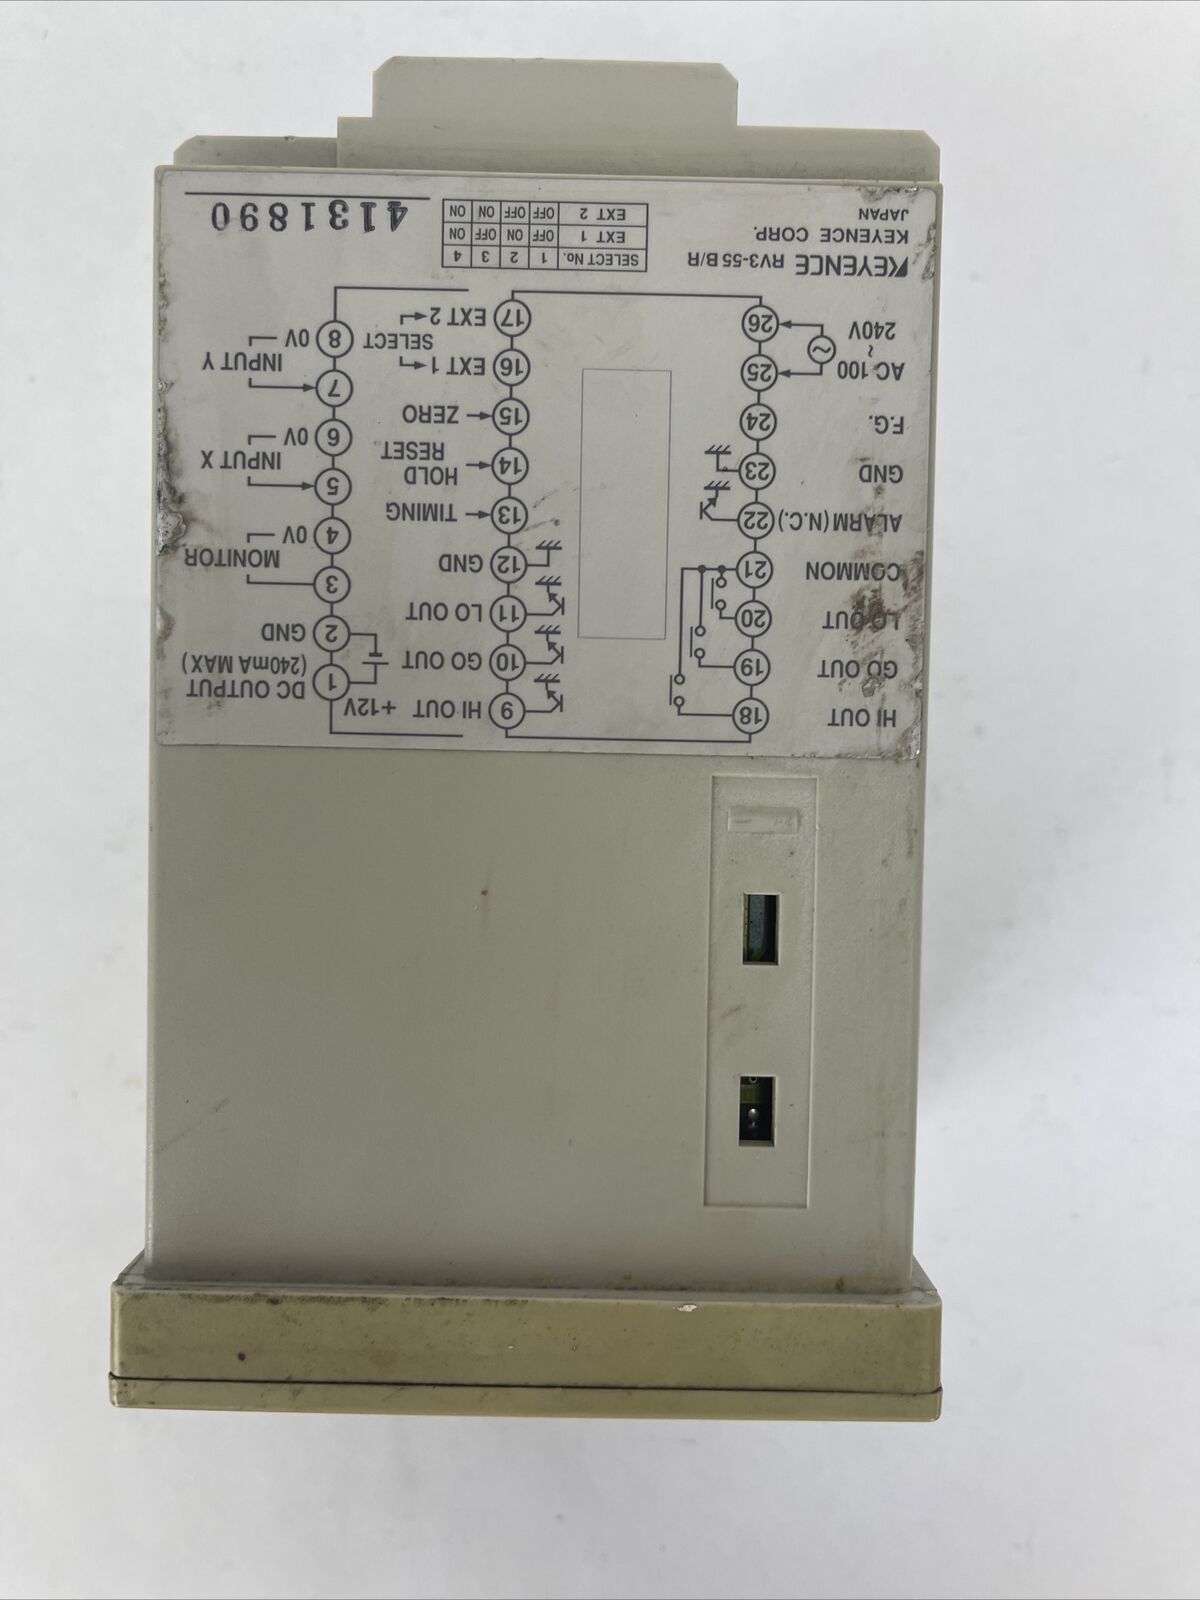 HI OUT 18 9 HI OUT +12V 1 DC OUTPUT
(240mA MAX)
GO OUT 19 10 GO OUT 2 GND
LO OUT 20 11 LO OUT 3 MONITOR
COMMON 21 12 GND 4 0V
ALARM (N.C.) 22 13 TIMING 5 INPUT X
GND 23 14 HOLD
RESET
6 0V
F.G. 24 15 ZERO 7 INPUT Y
AC 100 25 16 EXT 1 SELECT 8 0V
~
240V 26 17 EXT 2
KEYENCE RV3-55 B/R
KEYENCE CORP.
JAPAN
SELECT No. 1 2 3 4
EXT 1 OFF ON OFF ON
EXT 2 OFF OFF ON ON
4131890